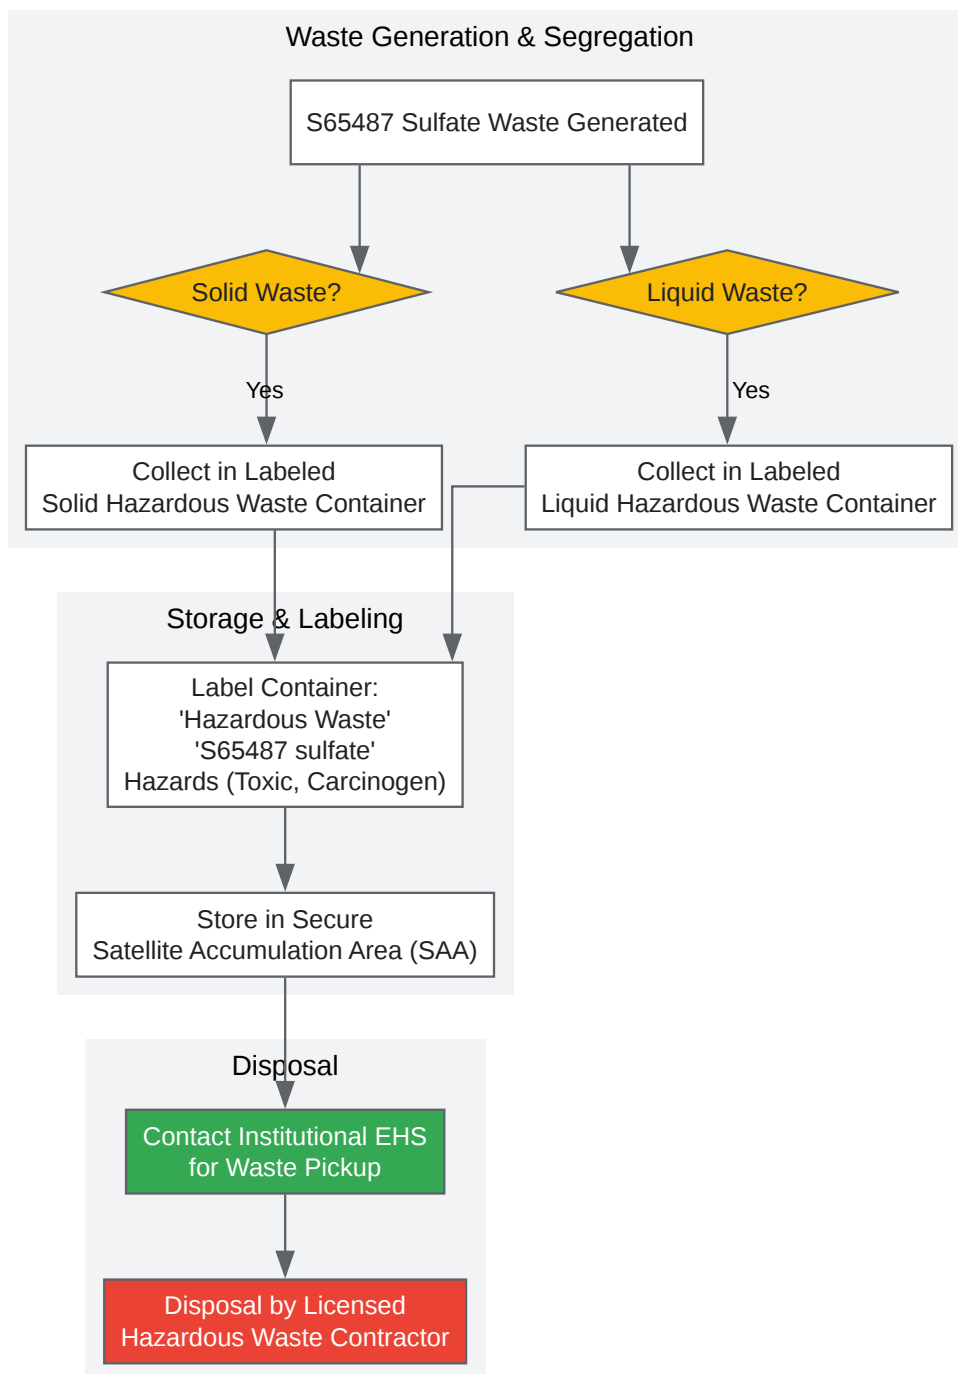 Waste Generation & Segregation
S65487 Sulfate Waste Generated
Solid Waste?
Liquid Waste?
Yes
Yes
Collect in Labeled
Solid Hazardous Waste Container
Collect in Labeled
Liquid Hazardous Waste Container
Storage & Labeling
Label Container:
'Hazardous Waste'
'S65487 sulfate'
Hazards (Toxic, Carcinogen)
Store in Secure
Satellite Accumulation Area (SAA)
Disposal
Contact Institutional EHS
for Waste Pickup
Disposal by Licensed
Hazardous Waste Contractor